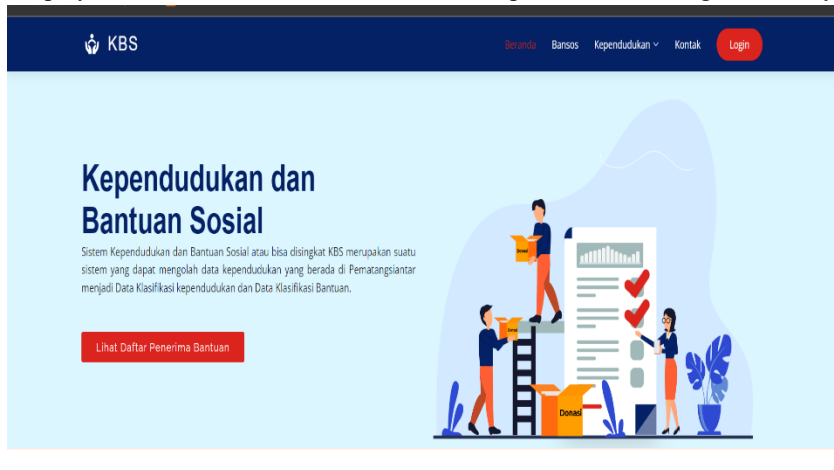 KBS
Beranda Bansos Kependudukan Kontak Login
Kependudukan dan
Bantuan Sosial
Sistem Kependudukan dan Bantuan Sosial atau bisa disingkat KBS merupakan suatu
sistem yang dapat mengolah data kependudukan yang berada di Pematangsiantar
menjadi Data Klasifikasi kependudukan dan Data Klasifikasi Bantuan.
Lihat Daftar Penerima Bantuan
Donasi
Donasi
Donasi